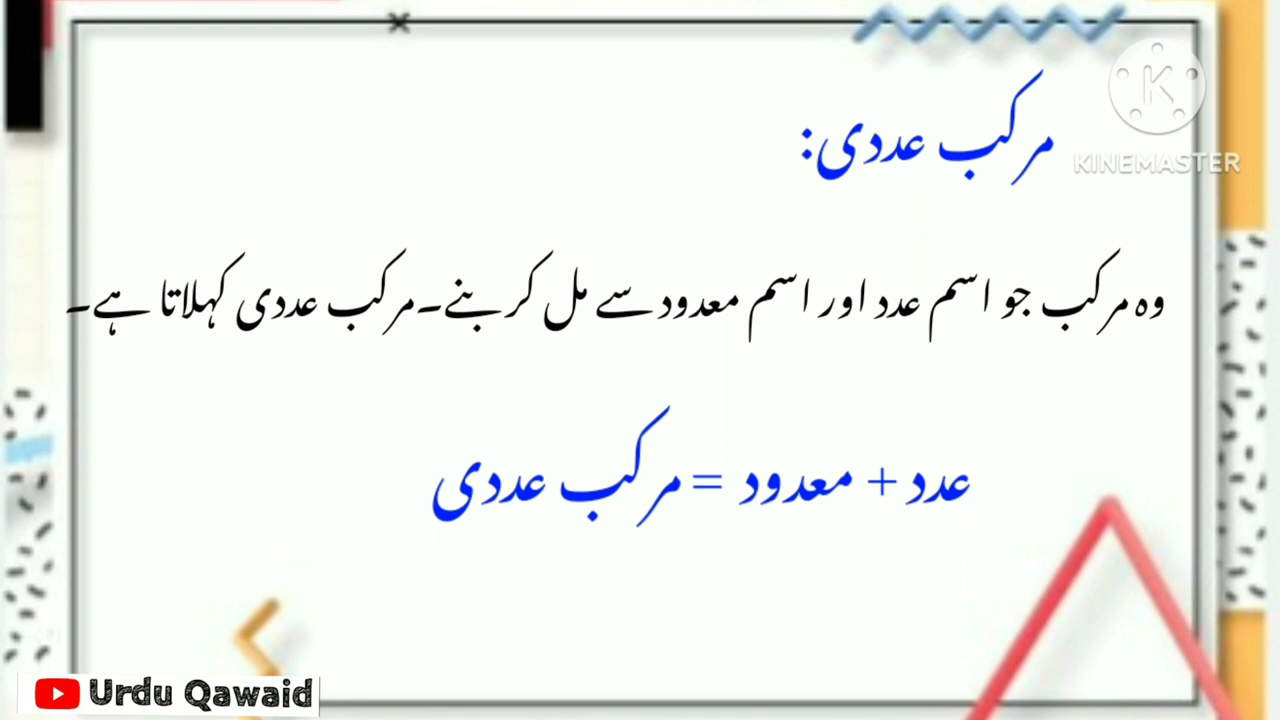 مرکب عددی:
KINEMASTER
وہ مرکب جو اسم عدد اور اسم معدود سے مل کر بنے۔مرکب عددی کہلاتا ہے۔
عدد + معدود = مرکب عددی
Urdu Qawaid